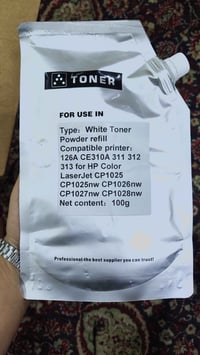 TONER
FOR USE IN
Type: White Toner
Powder refill
Compatible printer:
126A CE310A 311 312
313 for HP Color
LaserJet CP1025
CP1025nw CP1026nw
CP1027nw CP1028nw
Net content: 100g
Professional the best supplier you can trust!